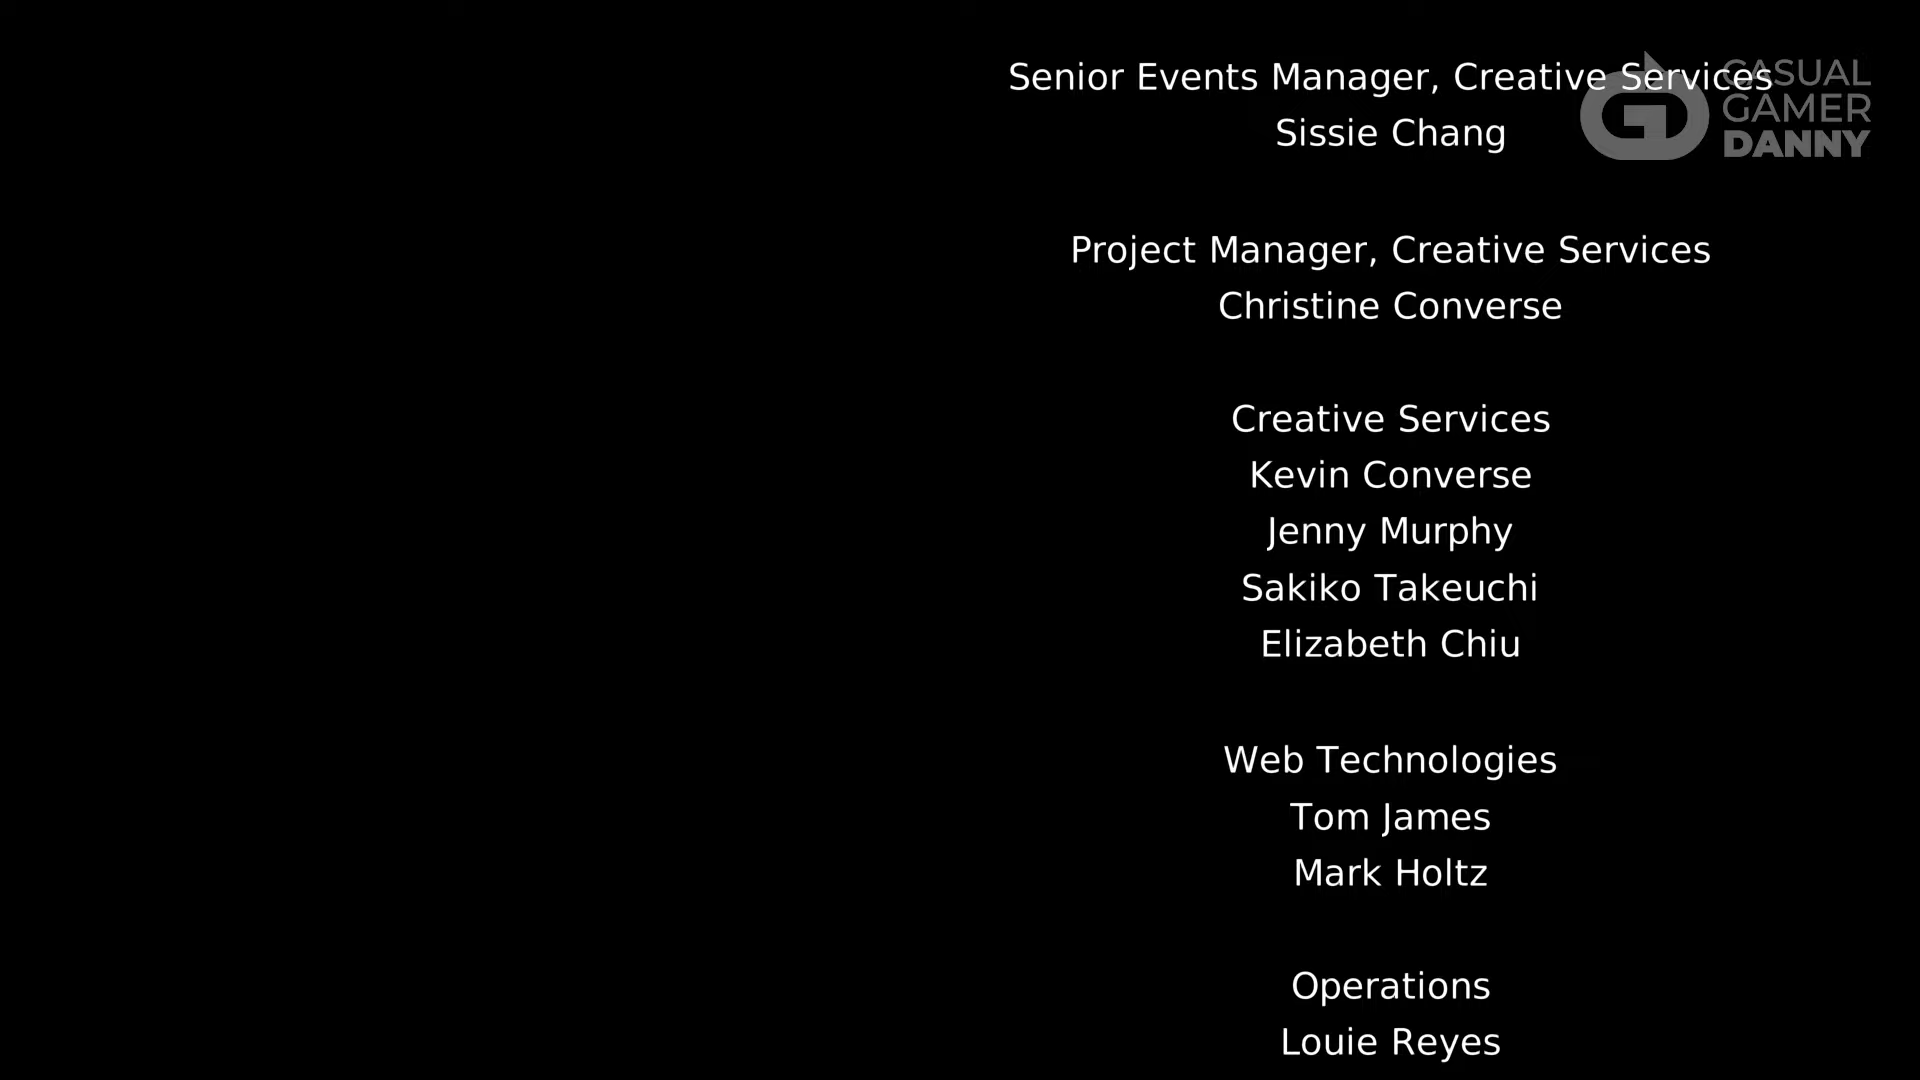 Senior Events Manager, Creative Services
Sissie Chang
CASUAL
GAMER
DANNY
Project Manager, Creative Services
Christine Converse
Creative Services
Kevin Converse
Jenny Murphy
Sakiko Takeuchi
Elizabeth Chiu
Web Technologies
Tom James
Mark Holtz
Operations
Louie Reyes